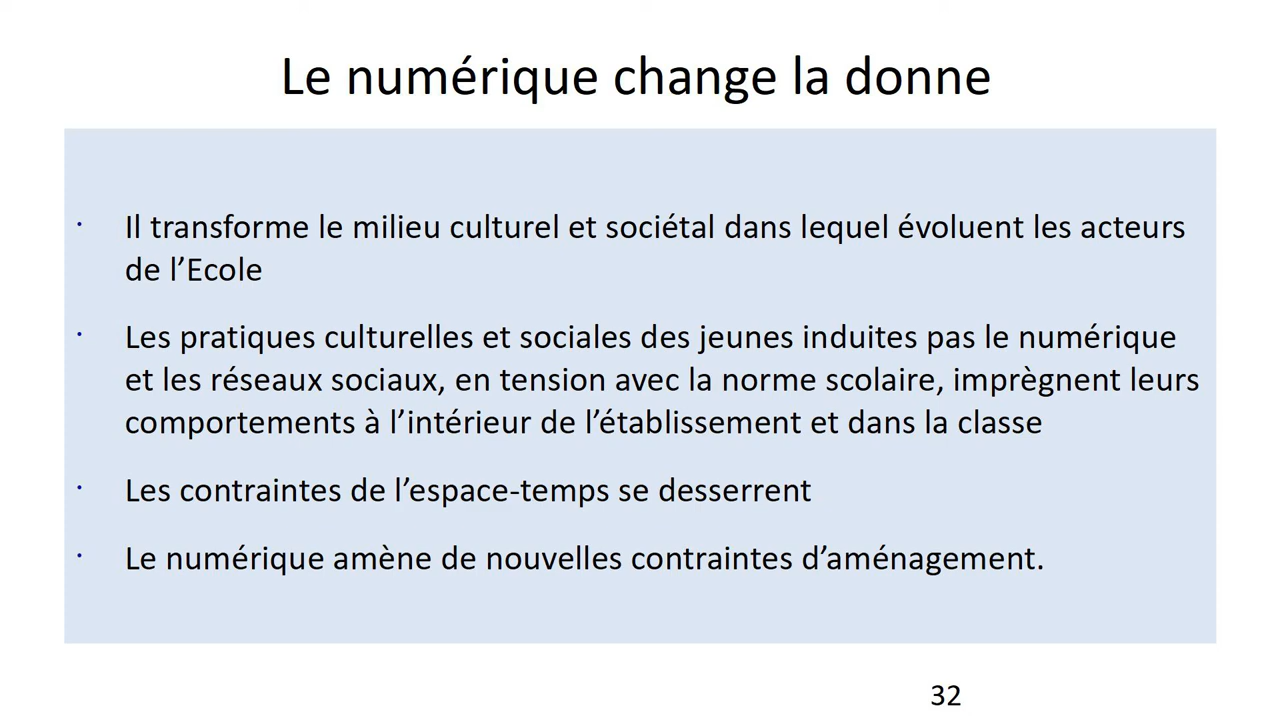 Le numérique change la donne
· Il transforme le milieu culturel et sociétal dans lequel évoluent les acteurs
de l’Ecole
· Les pratiques culturelles et sociales des jeunes induites pas le numérique
et les réseaux sociaux, en tension avec la norme scolaire, imprègnent leurs
comportements à l’intérieur de l’établissement et dans la classe
· Les contraintes de l’espace-temps se desserrent
· Le numérique amène de nouvelles contraintes d’aménagement.
32